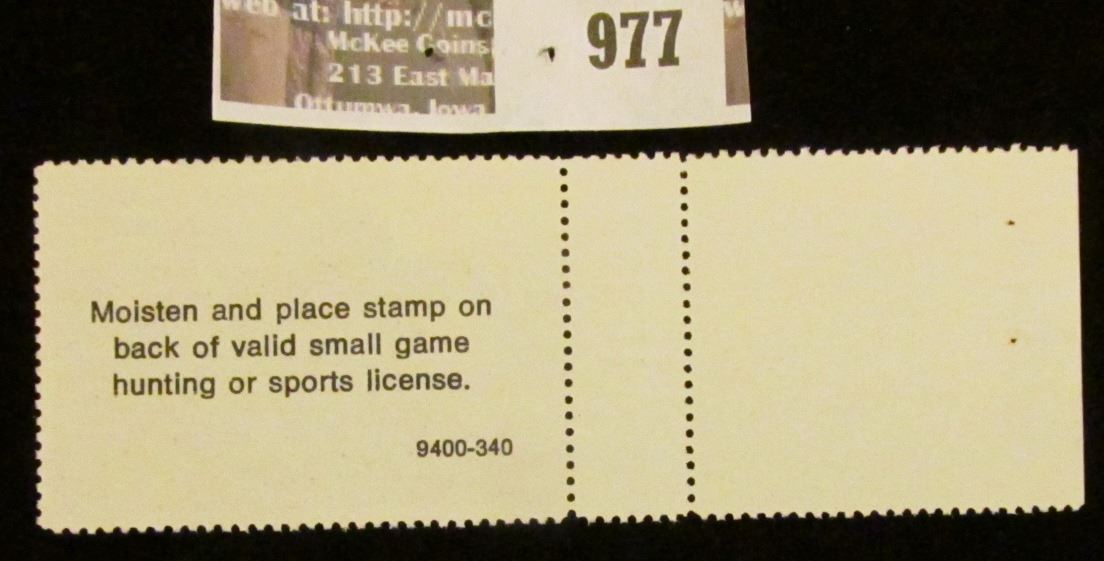 web at: http://mc
McKee Coins
213 East Ma
Ottumwa, Iowa
977
Moisten and place stamp on
back of valid small game
hunting or sports license.
9400-340